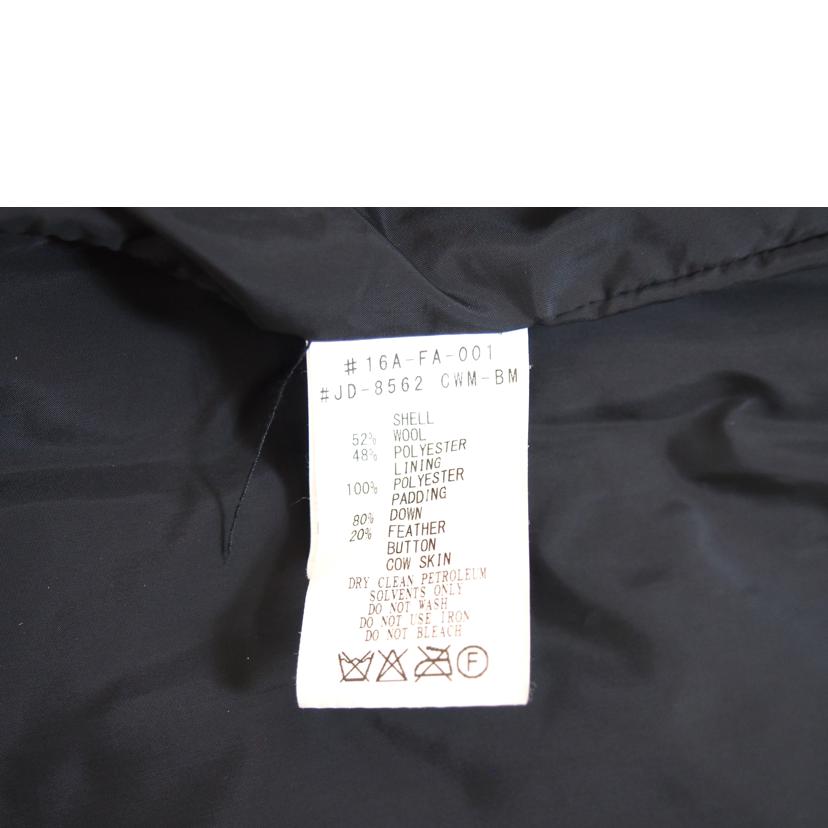 #16A-FA-001
#JD-8562 CWM-BM
SHELL
52% WOOL
48% POLYESTER
LINING
100% POLYESTER
PADDING
80% DOWN
20% FEATHER
BUTTON
COW SKIN
DRY CLEAN PETROLEUM
SOLVENTS ONLY
DO NOT WASH
DO NOT USE IRON
DO NOT BLEACH
F